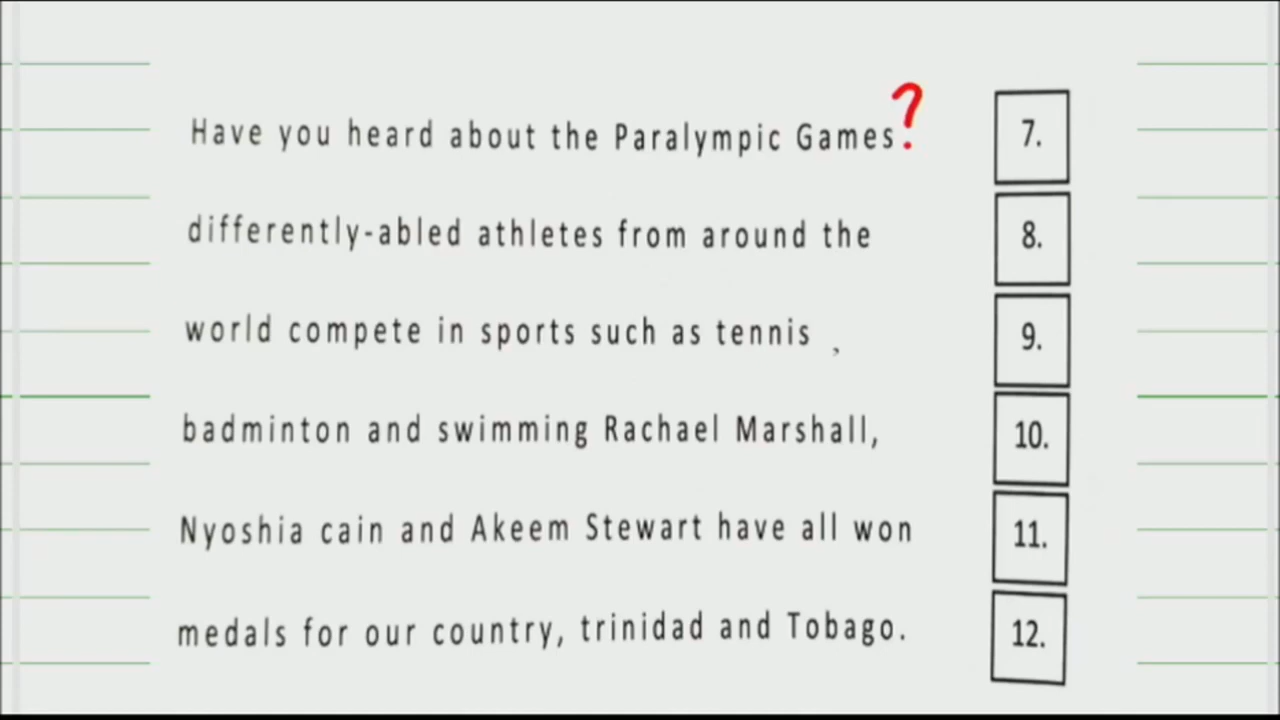 Have you heard about the Paralympic Games? 7.
differently-abled athletes from around the 8.
world compete in sports such as tennis , 9.
badminton and swimming Rachael Marshall, 10.
Nyoshia cain and Akeem Stewart have all won 11.
medals for our country, trinidad and Tobago. 12.